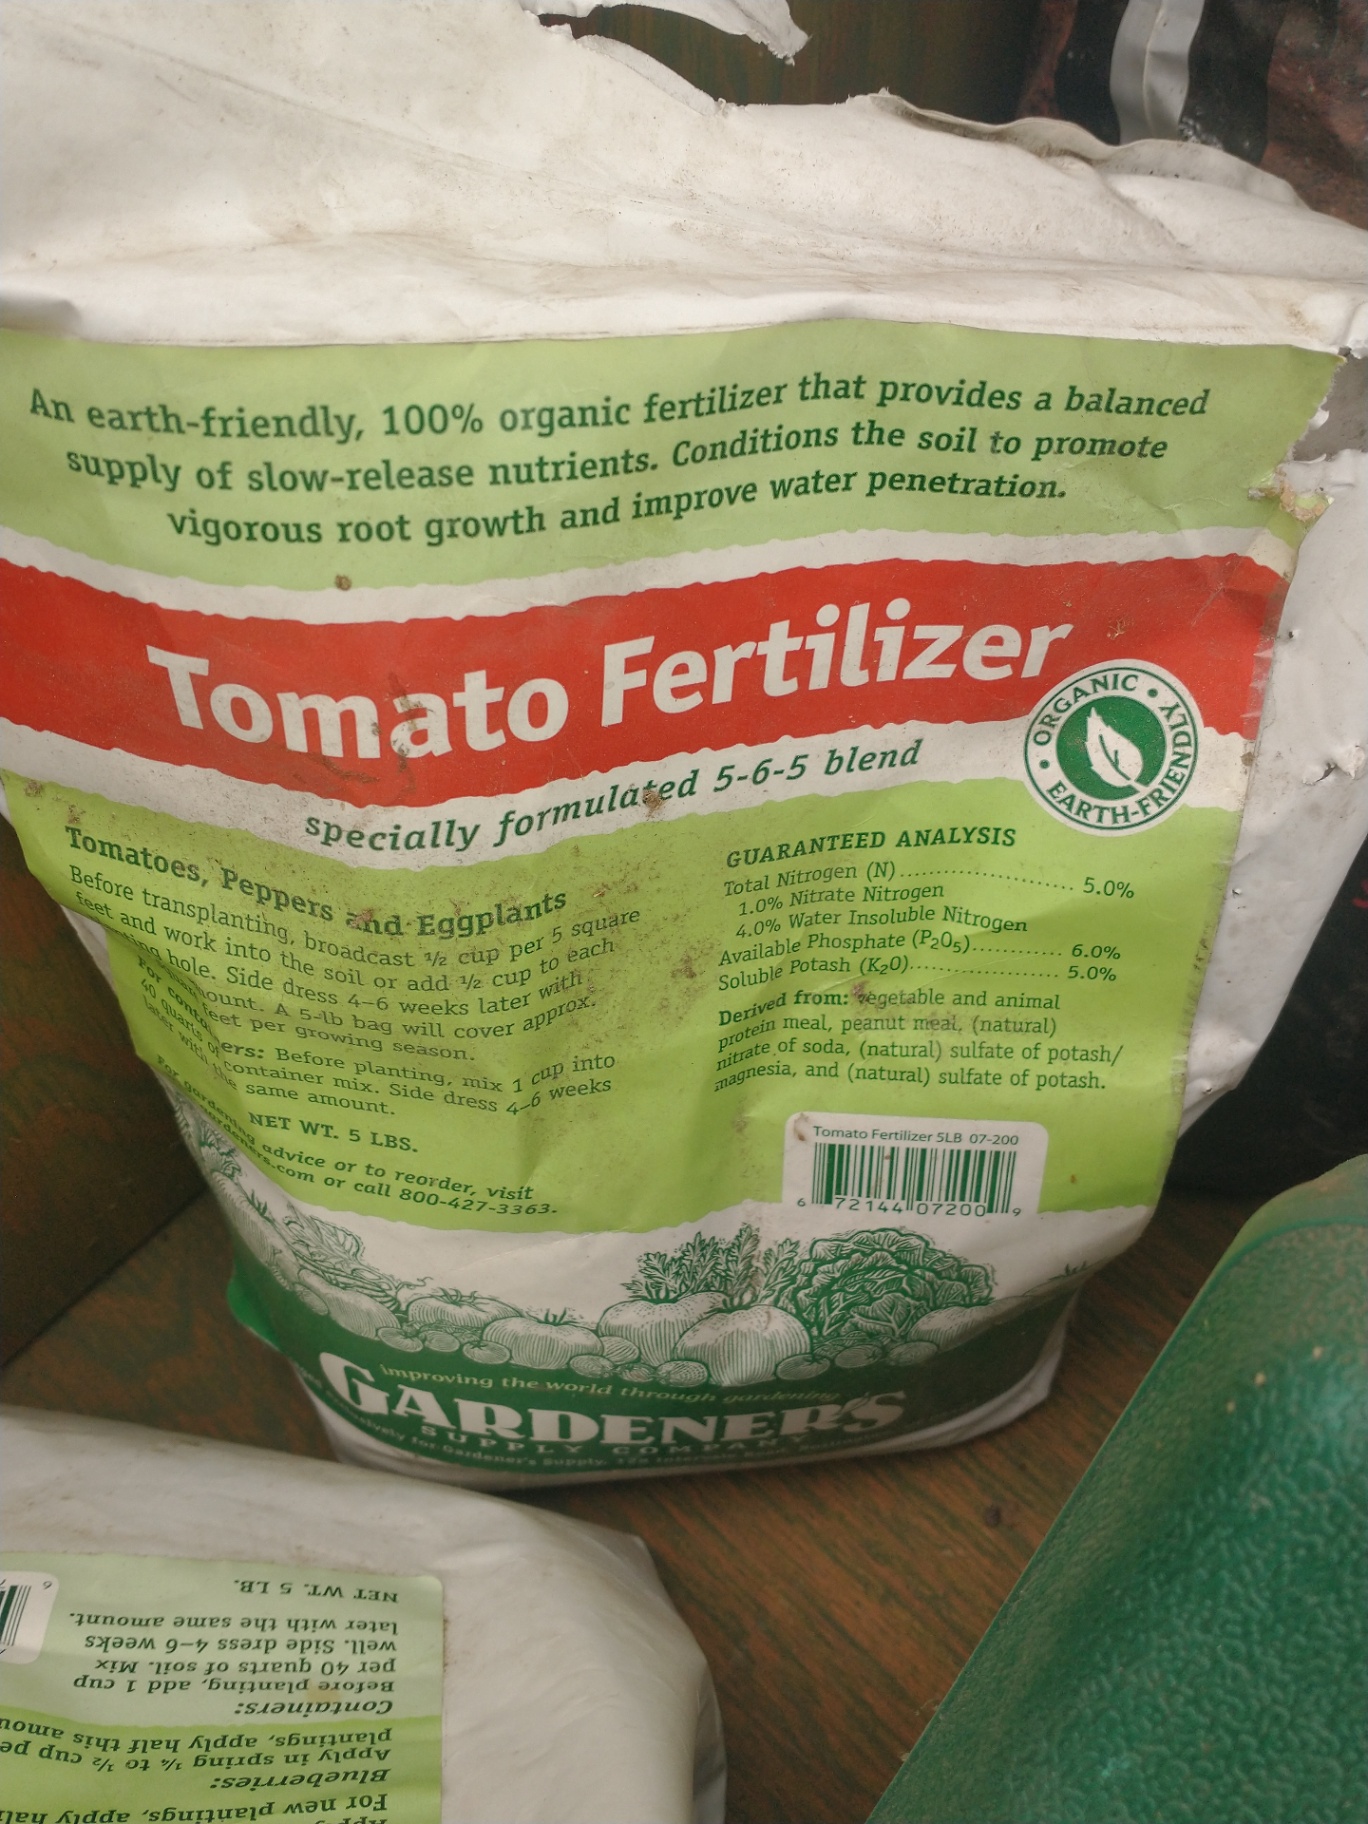 An earth-friendly, 100% organic fertilizer that provides a balanced
supply of slow-release nutrients. Conditions the soil to promote
vigorous root growth and improve water penetration.
Tomato Fertilizer
specially formulated 5-6-5 blend
ORGANIC • EARTH-FRIENDLY •
Tomatoes, Peppers and Eggplants
Before transplanting, broadcast ½ cup per 5 square
feet and work into the soil or add ½ cup to each
hole. Side dress 4–6 weeks later with
A 5-lb bag will cover approx.
feet per growing season.
For Before planting, mix 1 cup into
40 quarts of container mix. Side dress 4–6 weeks
later with the same amount.
NET WT. 5 LBS.
For gardening advice or to reorder, visit
or call 800-427-3363.
GUARANTEED ANALYSIS
Total Nitrogen (N) 5.0%
1.0% Nitrate Nitrogen
4.0% Water Insoluble Nitrogen
Available Phosphate (P₂O₅) 6.0%
Soluble Potash (K₂O) 5.0%
Derived from: vegetable and animal
protein meal, peanut meal, (natural)
nitrate of soda, (natural) sulfate of potash/
magnesia, and (natural) sulfate of potash.
Tomato Fertilizer 5LB 07-200
6 72144 07200 9
improving the world through gardening
GARDENER'S
SUPPLY COMPANY
for Gardener's Supply,
For new plantings, apply
Blueberries:
Apply in spring ¼ to ½ cup
plantings, apply half this
Containers:
Before planting, add 1 cup
per 40 quarts of soil. Mix
well. Side dress 4–6 weeks
later with the same amount.
NET WT. 5 LB.